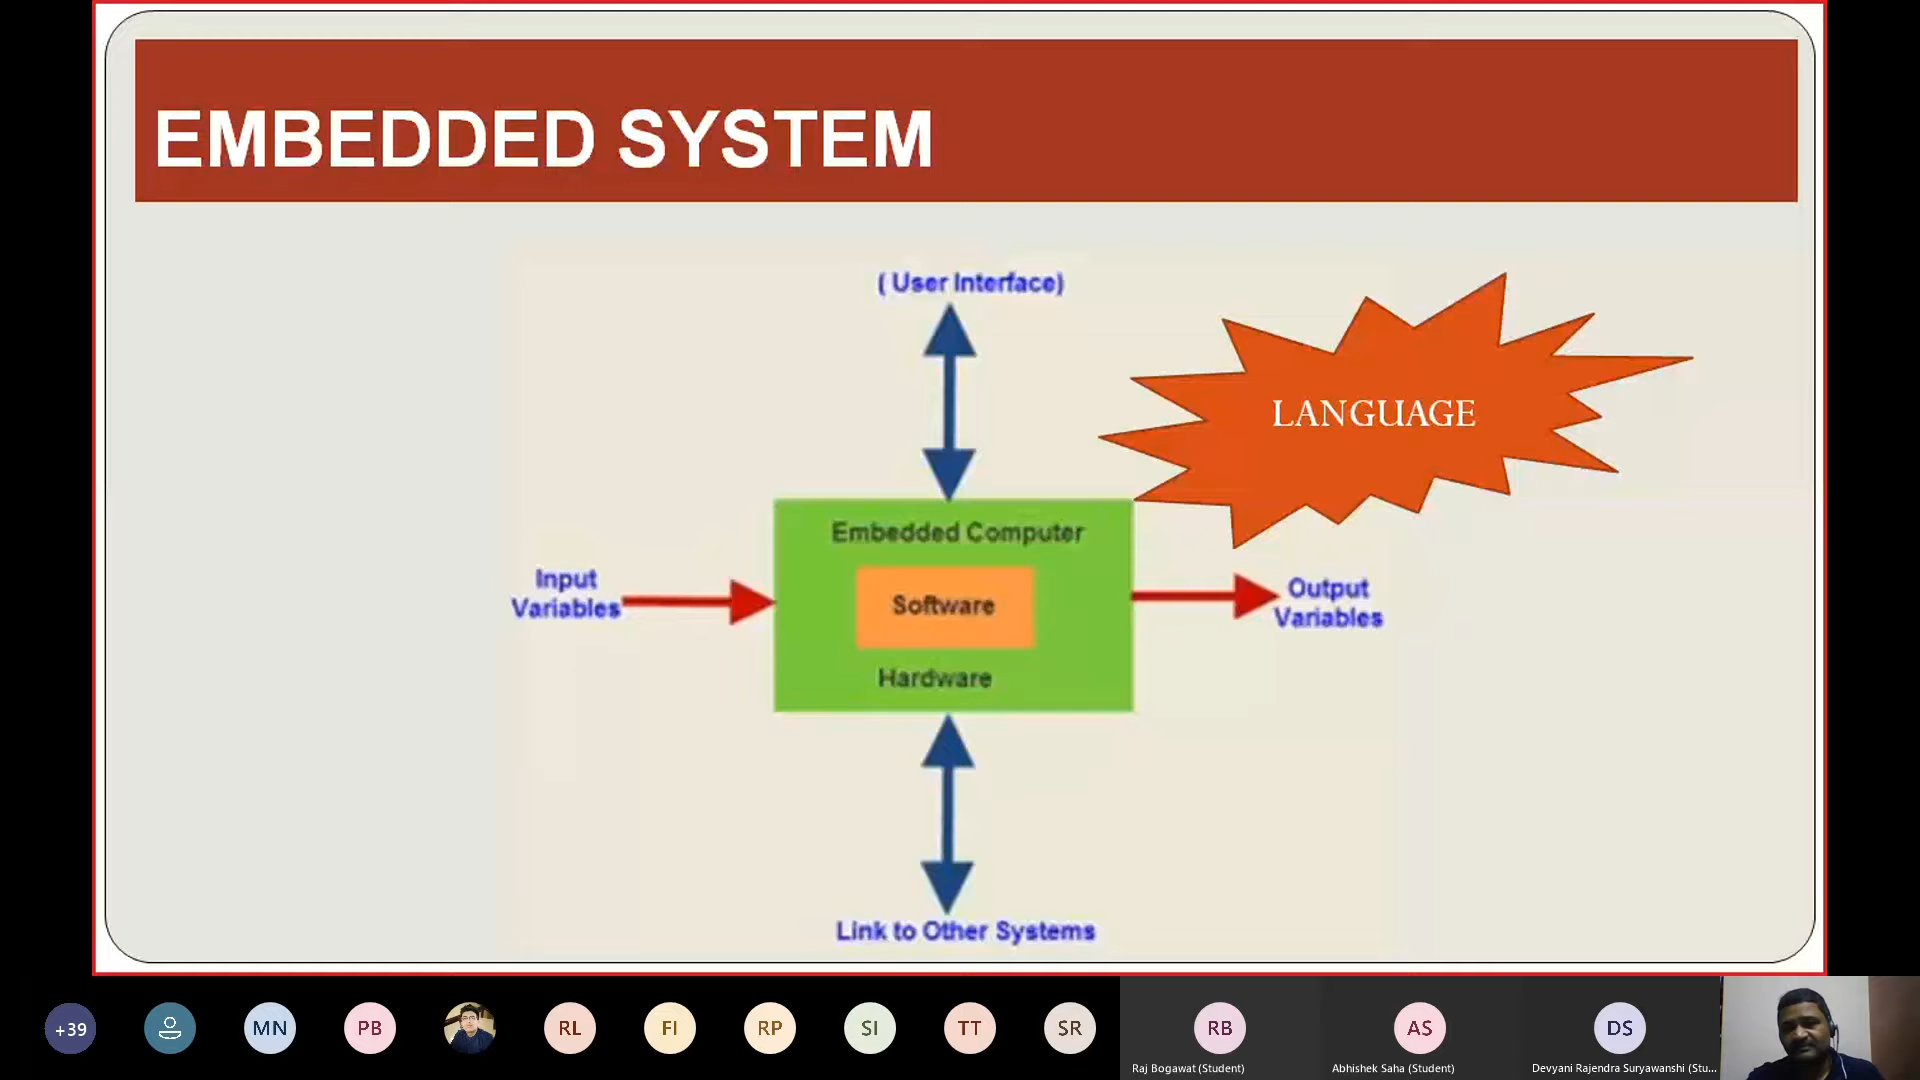 EMBEDDED SYSTEM
( User Interface)
LANGUAGE
Embedded Computer
Input
Variables
Software
Output
Variables
Hardware
Link to Other Systems
+39
MN
PB
RL
FI
RP
SI
TT
SR
RB
AS
DS
Raj Bogawat (Student)
Abhishek Saha (Student)
Devyani Rajendra Suryawanshi (Stu...